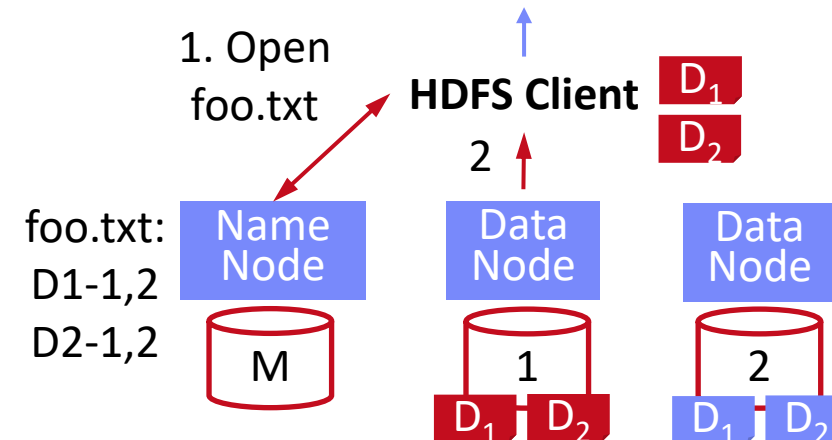 1. Open
foo.txt
HDFS Client
D₁
D₂
2
foo.txt:
D1-1,2
D2-1,2
Name
Node
Data
Node
Data
Node
M
1
2
D₁ D₂
D₁ D₂